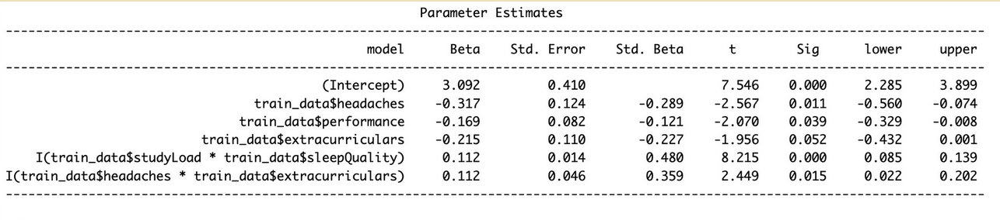 Parameter Estimates
model Beta Std. Error Std. Beta t Sig lower upper
(Intercept) 3.092 0.410 7.546 0.000 2.285 3.899
train_data$headaches -0.317 0.124 -0.289 -2.567 0.011 -0.560 -0.074
train_data$performance -0.169 0.082 -0.121 -2.070 0.039 -0.329 -0.008
train_data$extracurriculars -0.215 0.110 -0.227 -1.956 0.052 -0.432 0.001
I(train_data$studyLoad * train_data$sleepQuality) 0.112 0.014 0.480 8.215 0.000 0.085 0.139
I(train_data$headaches * train_data$extracurriculars) 0.112 0.046 0.359 2.449 0.015 0.022 0.202